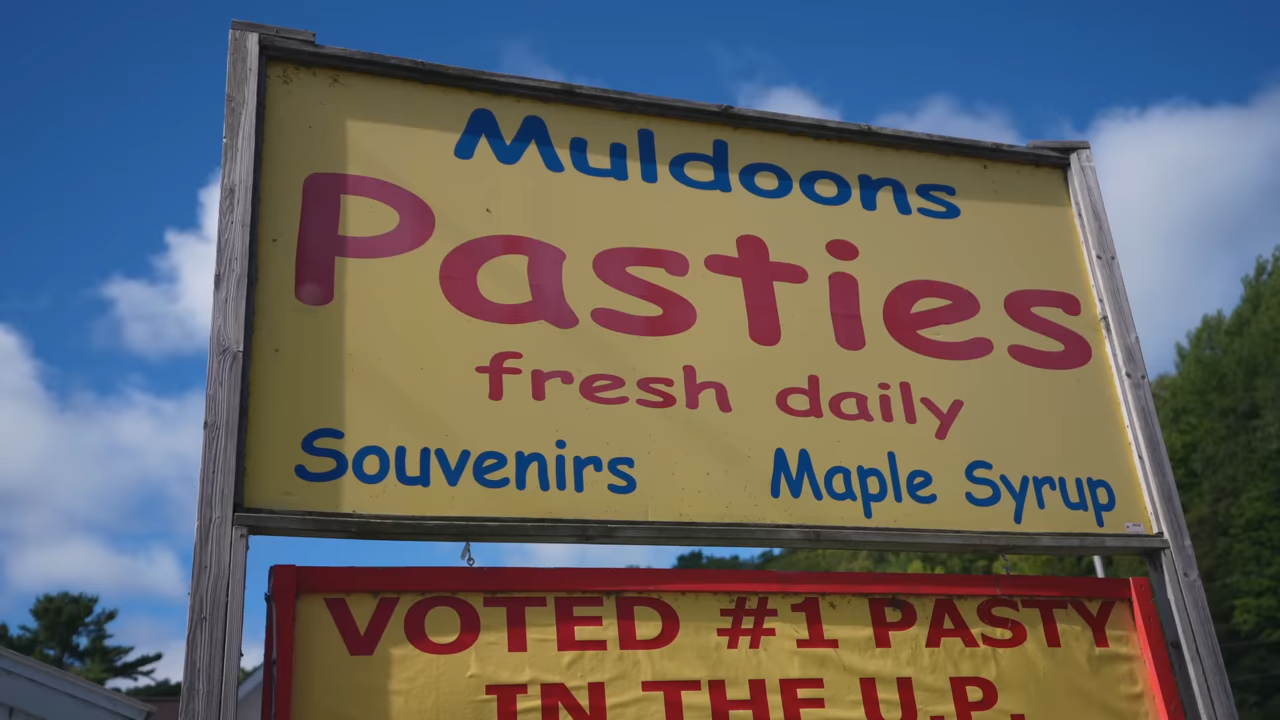 Muldoons
Pasties
fresh daily
Souvenirs Maple Syrup
VOTED #1 PASTY
IN THE U.P.